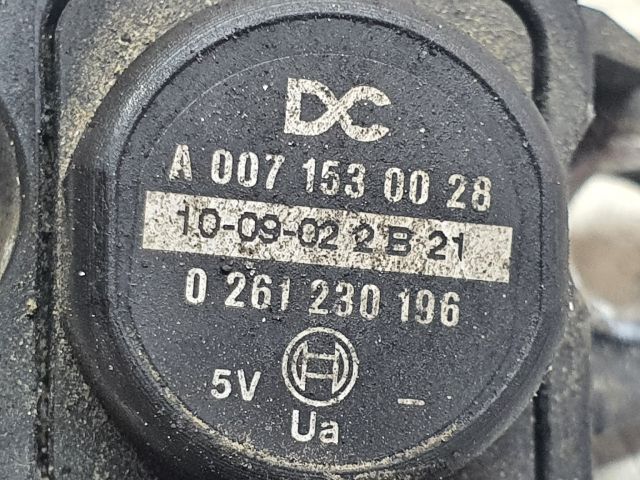 DC
A 007 153 00 28
10-09-02 2 B 21
0 261 230 196
5V -
Ua